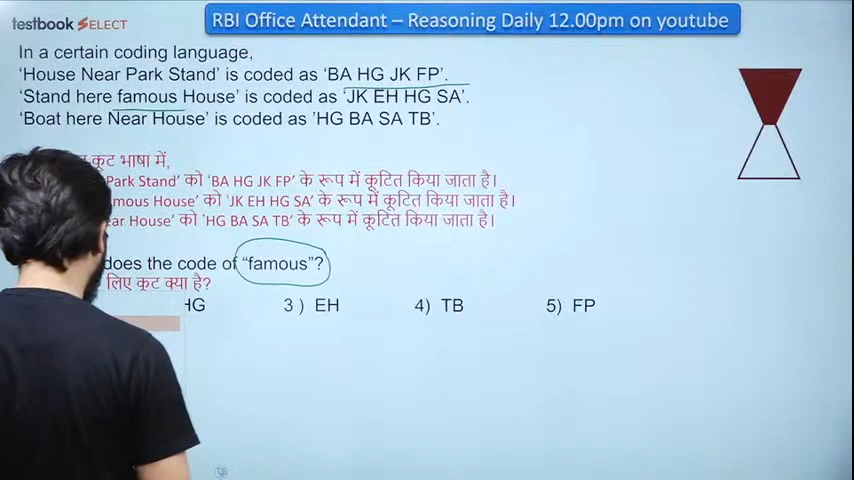 testbook SELECT
RBI Office Attendant – Reasoning Daily 12.00pm on youtube
In a certain coding language,
‘House Near Park Stand’ is coded as ‘BA HG JK FP’.
‘Stand here famous House’ is coded as ‘JK EH HG SA’.
‘Boat here Near House’ is coded as ’HG BA SA TB’.
कूट भाषा में,
Park Stand’ को ‘BA HG JK FP’ के रूप में कूटित किया जाता है।
House’ को ‘JK EH HG SA’ के रूप में कूटित किया जाता है।
House’ को ‘HG BA SA TB’ के रूप में कूटित किया जाता है।
does the code of “famous”?
लिए कूट क्या है?
HG 3 ) EH 4) TB 5) FP